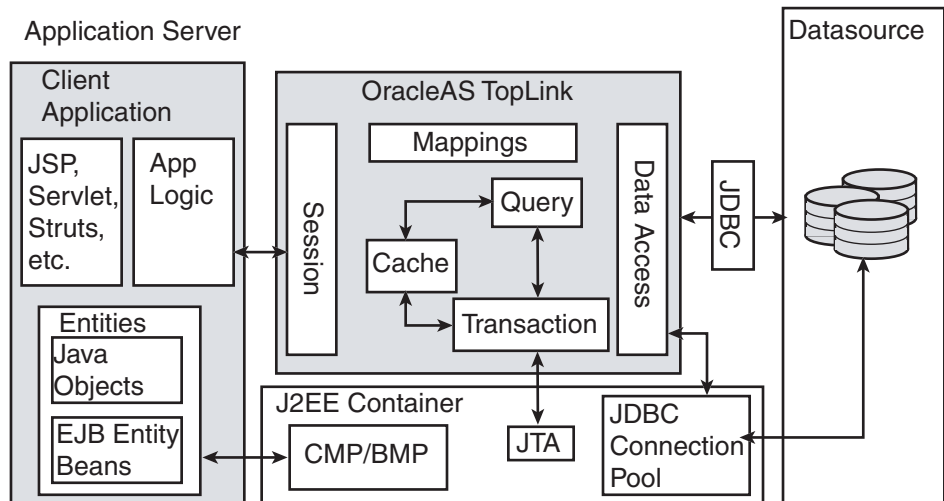 Application Server
Datasource
Client
Application
OracleAS TopLink
JSP,
Servlet,
Struts,
etc.
App
Logic
Session
Mappings
Query
Cache
Transaction
Data Access
JDBC
Entities
Java
Objects
EJB Entity
Beans
J2EE Container
CMP/BMP
JTA
JDBC
Connection
Pool